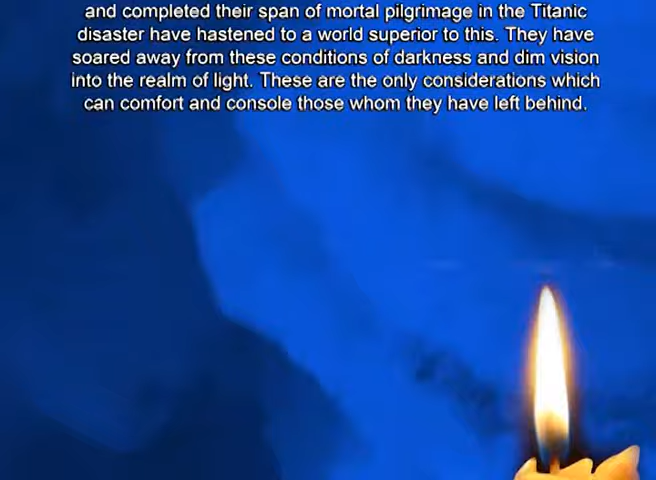 and completed their span of mortal pilgrimage in the Titanic
disaster have hastened to a world superior to this. They have
soared away from these conditions of darkness and dim vision
into the realm of light. These are the only considerations which
can comfort and console those whom they have left behind.